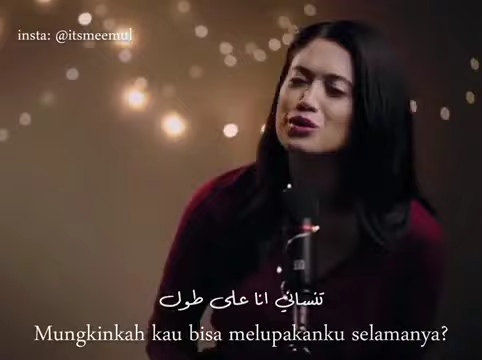 insta: @itsmeemul
تنساني انا على طول
Mungkinkah kau bisa melupakanku selamanya?